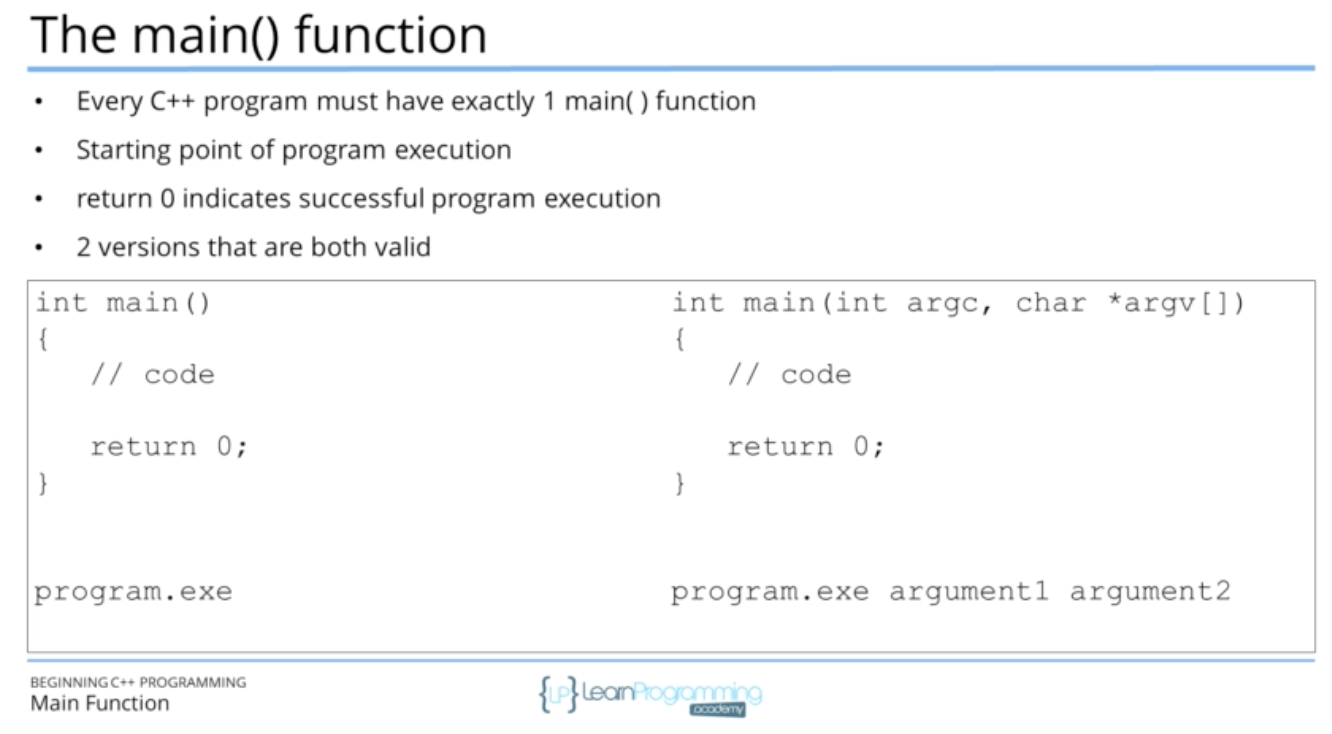 The main() function
• Every C++ program must have exactly 1 main( ) function
• Starting point of program execution
• return 0 indicates successful program execution
• 2 versions that are both valid
int main()
{
// code
return 0;
}
program.exe
int main(int argc, char *argv[])
{
// code
return 0;
}
program.exe argument1 argument2
BEGINNING C++ PROGRAMMING
Main Function
{LP} LearnProgramming
academy